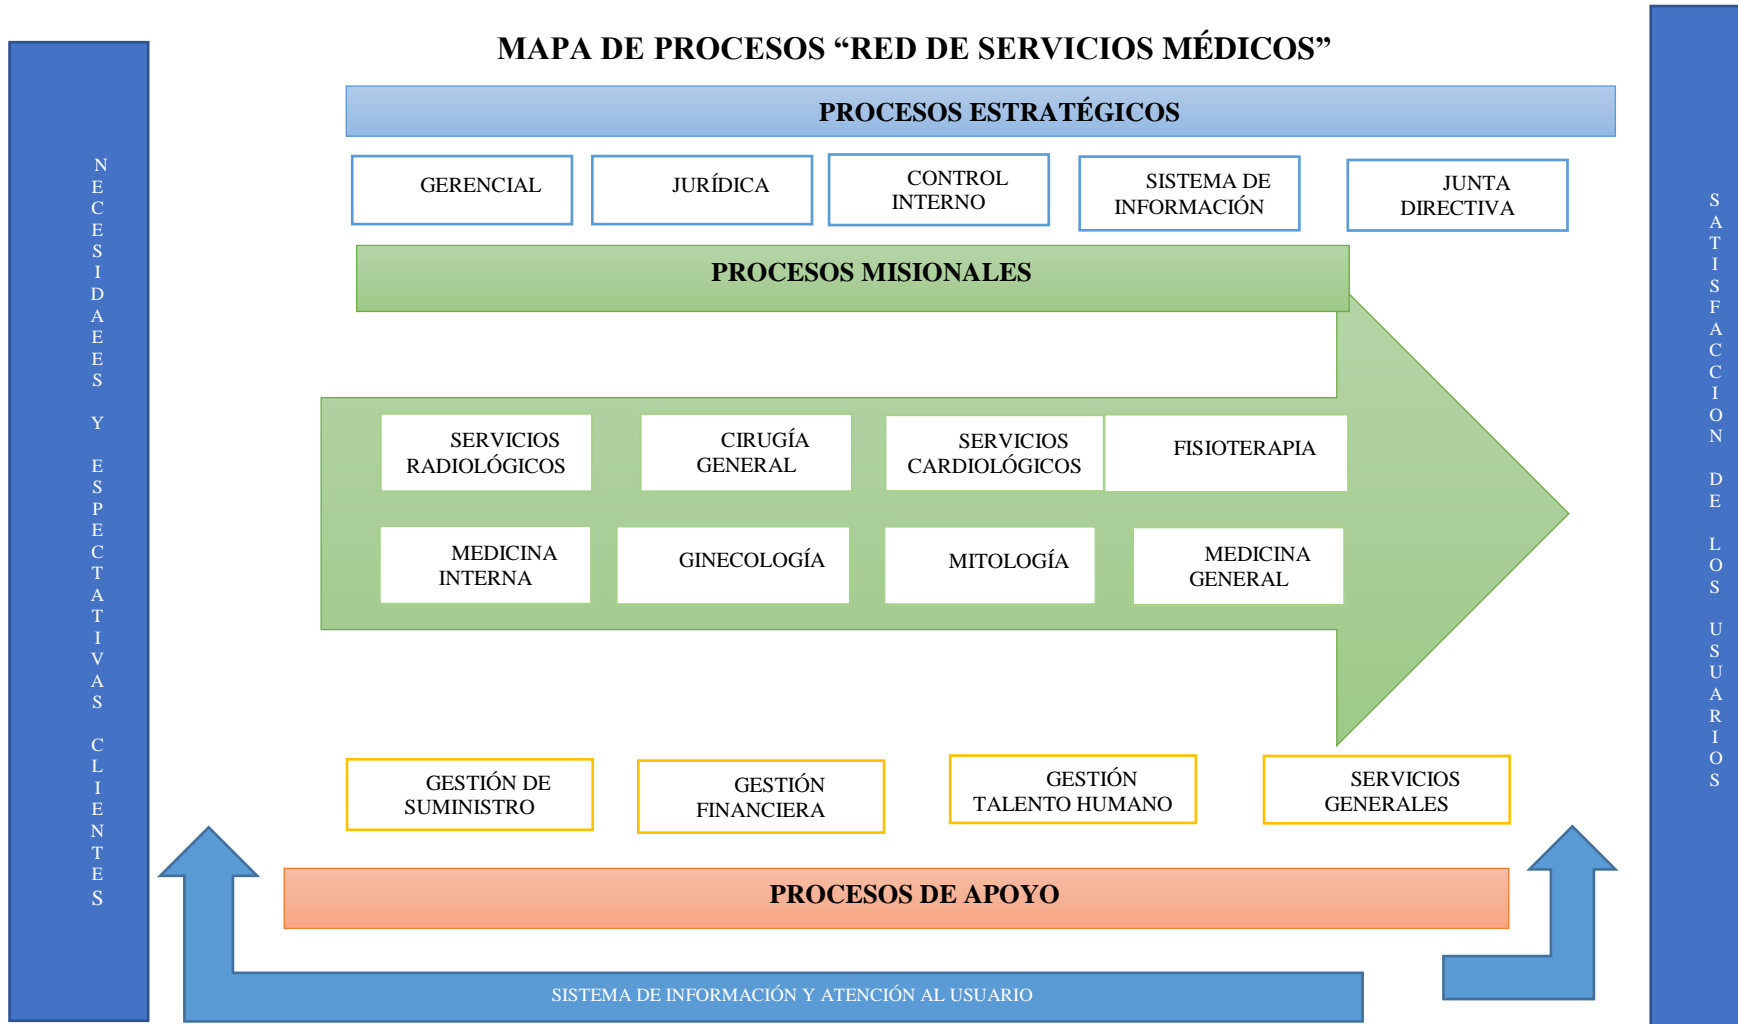 MAPA DE PROCESOS “RED DE SERVICIOS MÉDICOS”
PROCESOS ESTRATÉGICOS
GERENCIAL
JURÍDICA
CONTROL
INTERNO
SISTEMA DE
INFORMACIÓN
JUNTA
DIRECTIVA
NECESIDAEES Y ESPECTATIVAS CLIENTES
PROCESOS MISIONALES
SERVICIOS
RADIOLÓGICOS
CIRUGÍA
GENERAL
SERVICIOS
CARDIOLÓGICOS
FISIOTERAPIA
MEDICINA
INTERNA
GINECOLOGÍA
MITOLOGÍA
MEDICINA
GENERAL
SATISFACCION DE LOS USUARIOS
GESTIÓN DE
SUMINISTRO
GESTIÓN
FINANCIERA
GESTIÓN
TALENTO HUMANO
SERVICIOS
GENERALES
PROCESOS DE APOYO
SISTEMA DE INFORMACIÓN Y ATENCIÓN AL USUARIO